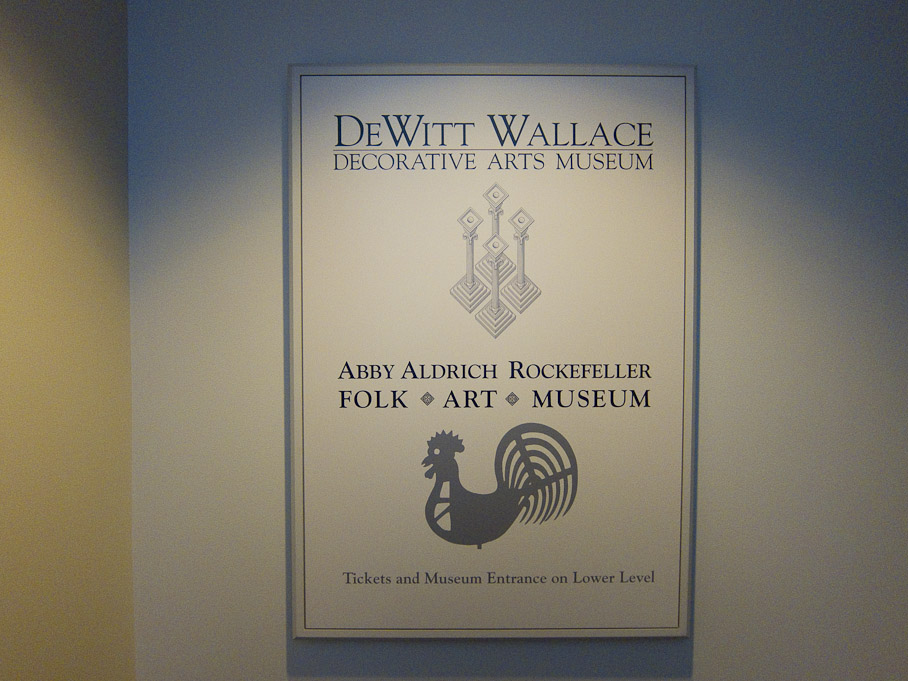 DEWITT WALLACE
DECORATIVE ARTS MUSEUM
ABBY ALDRICH ROCKEFELLER
FOLK ART MUSEUM
Tickets and Museum Entrance on Lower Level